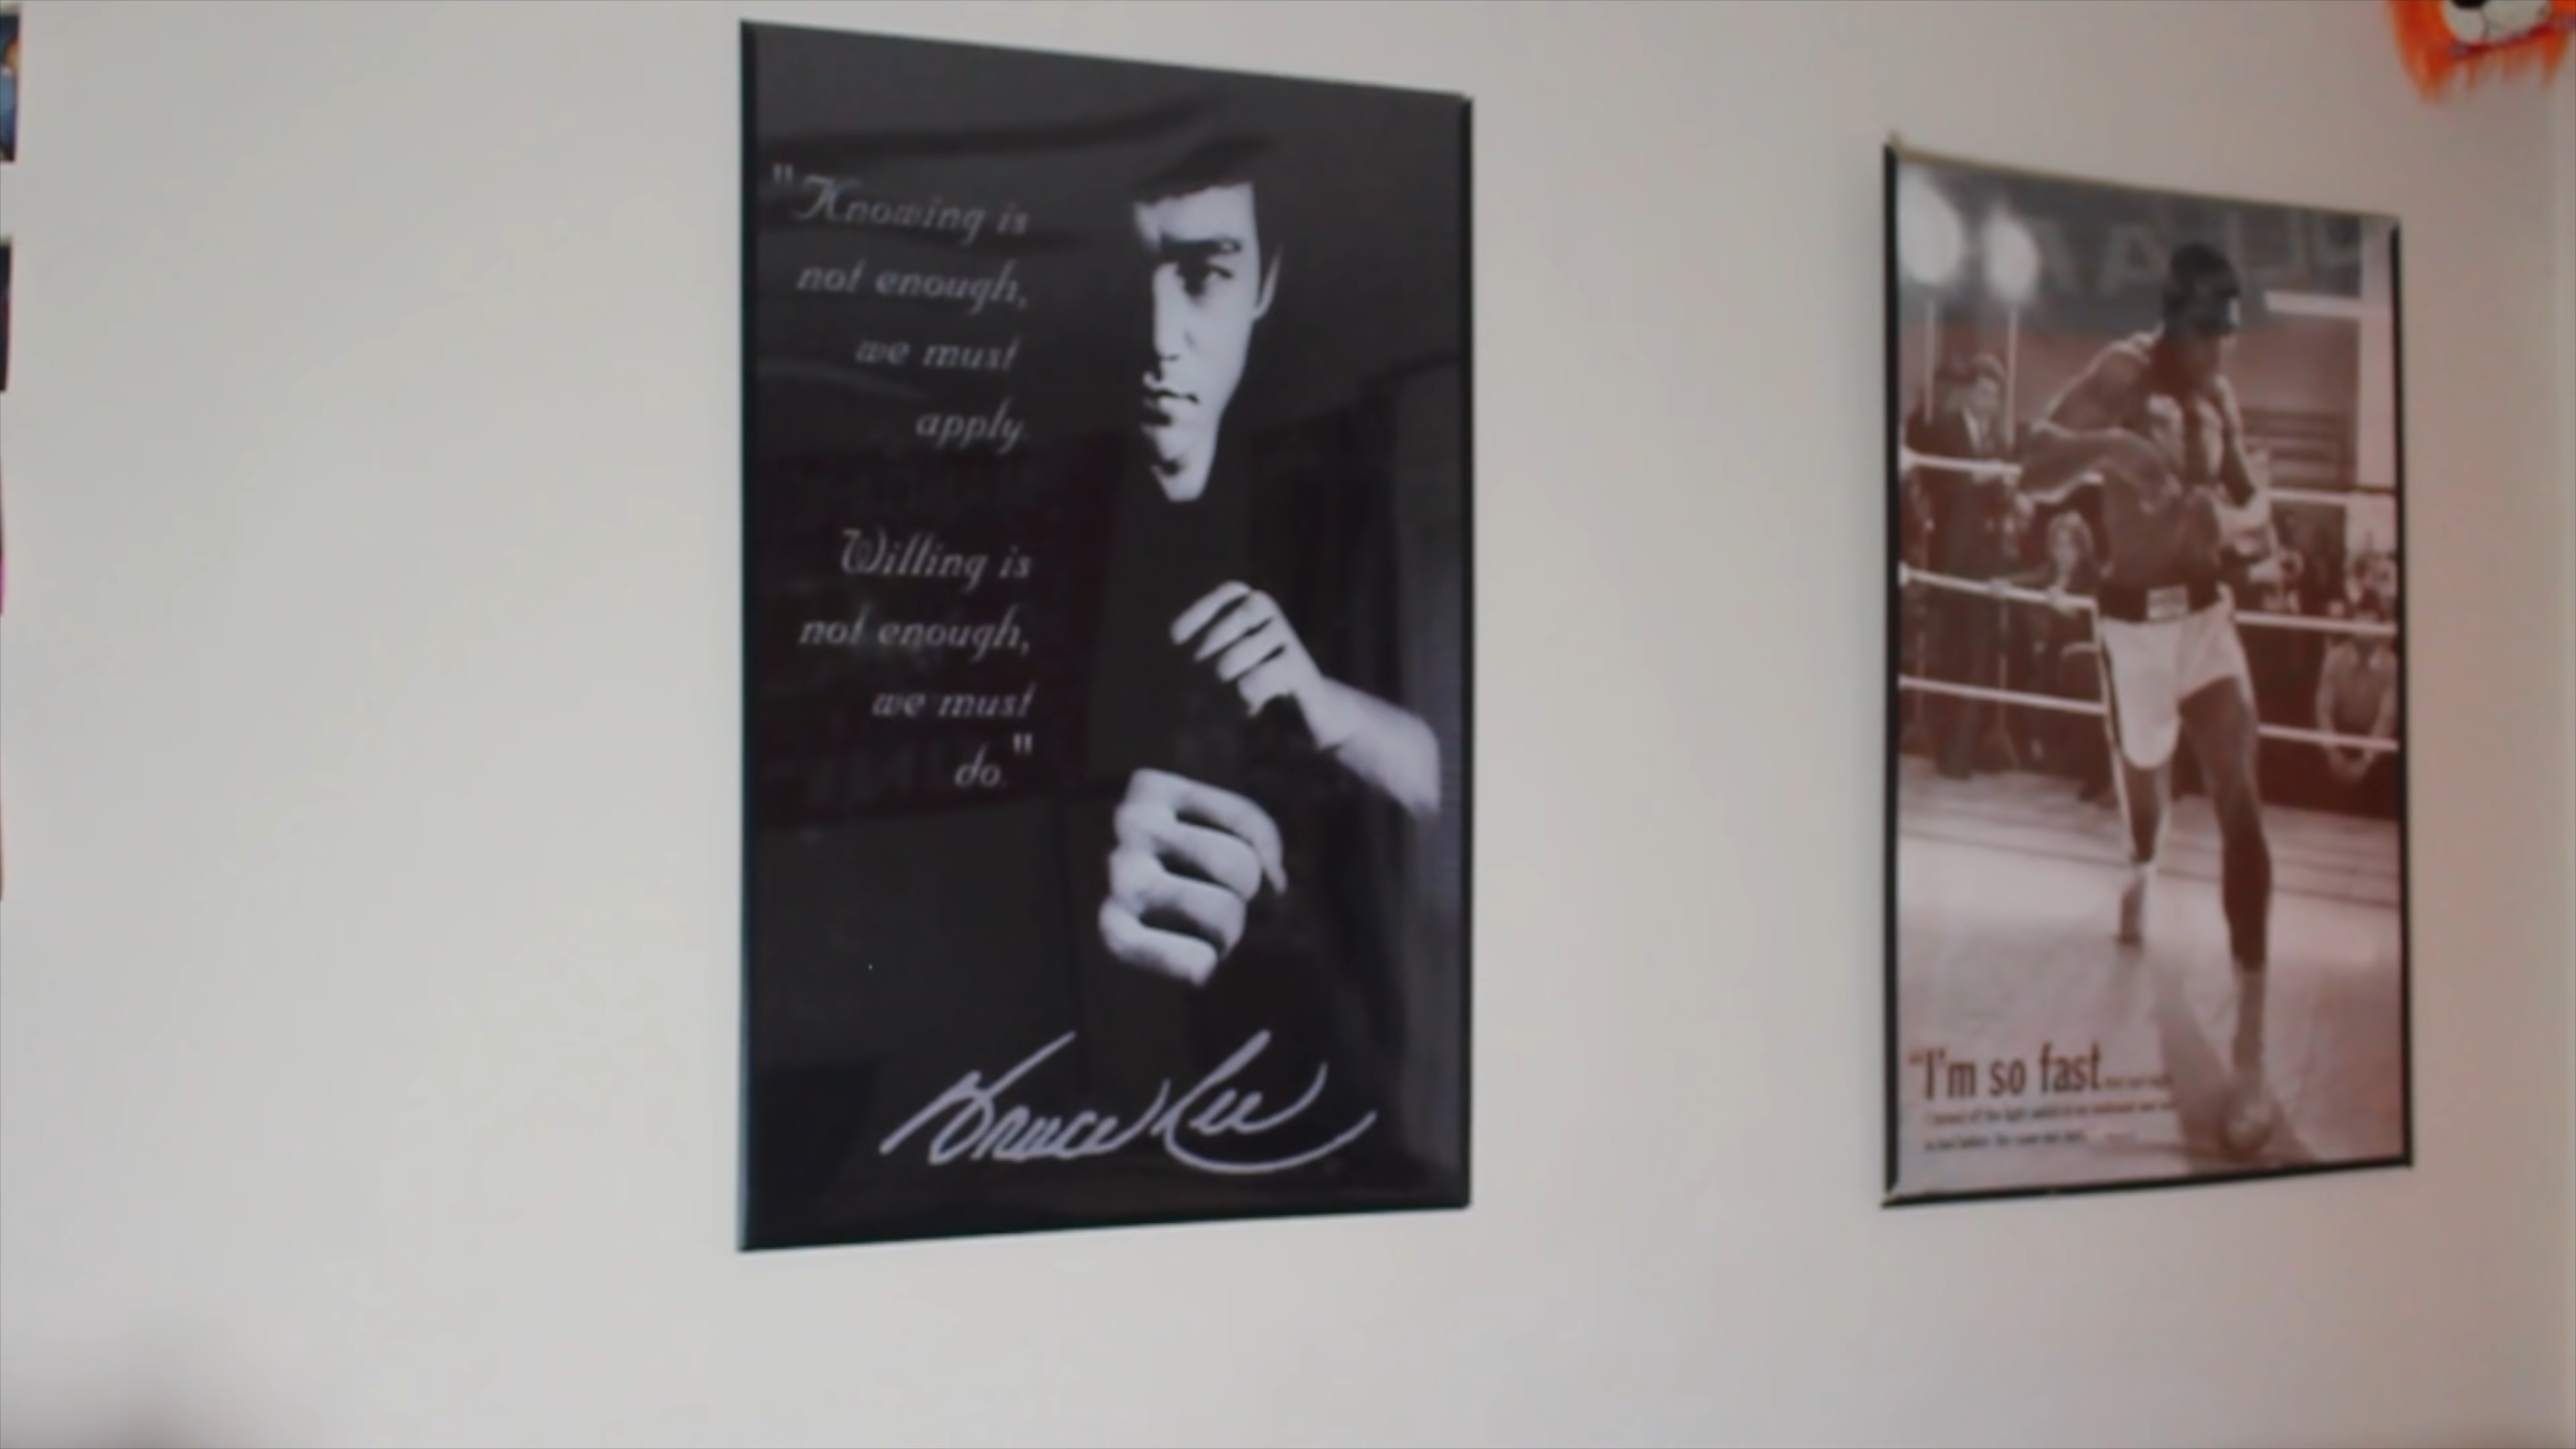 "Knowing is
not enough,
we must
apply.
Willing is
not enough,
we must
do."
Bruce Lee
"I'm so fast